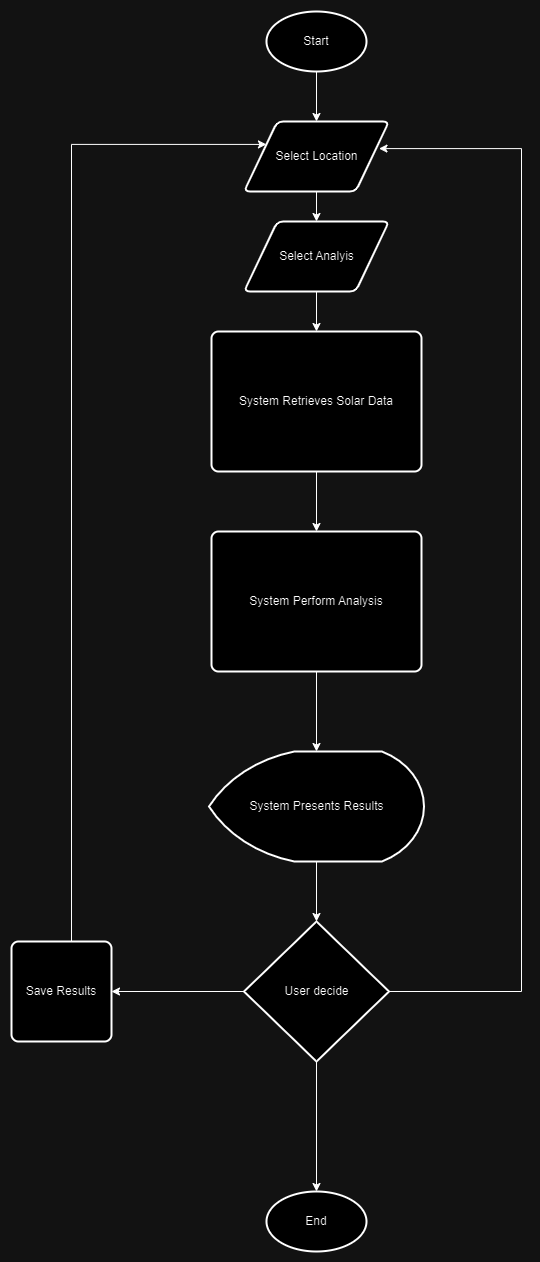 Start
Select Location
Select Analyis
System Retrieves Solar Data
System Perform Analysis
System Presents Results
Save Results
User decide
End